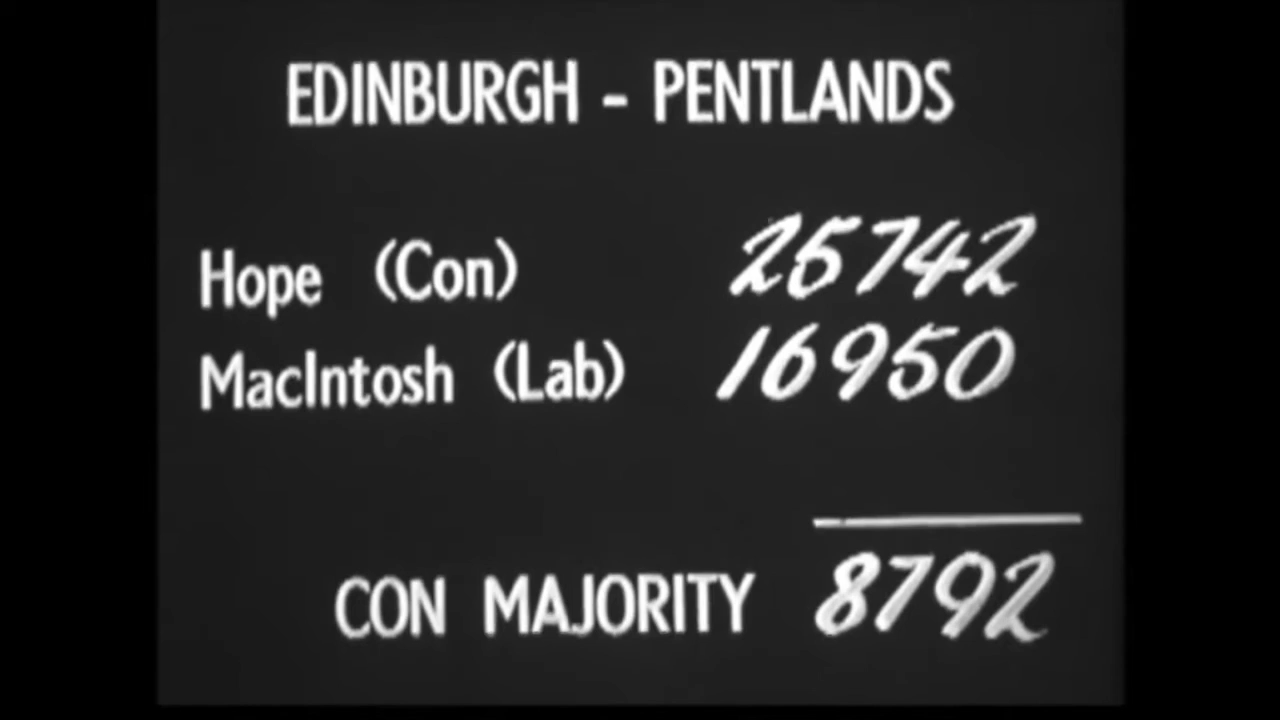 EDINBURGH - PENTLANDS
Hope (Con) 25742
MacIntosh (Lab) 16950
CON MAJORITY 8792